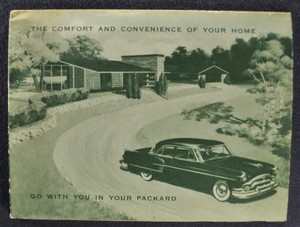 THE COMFORT AND CONVENIENCE OF YOUR HOME
GO WITH YOU IN YOUR PACKARD